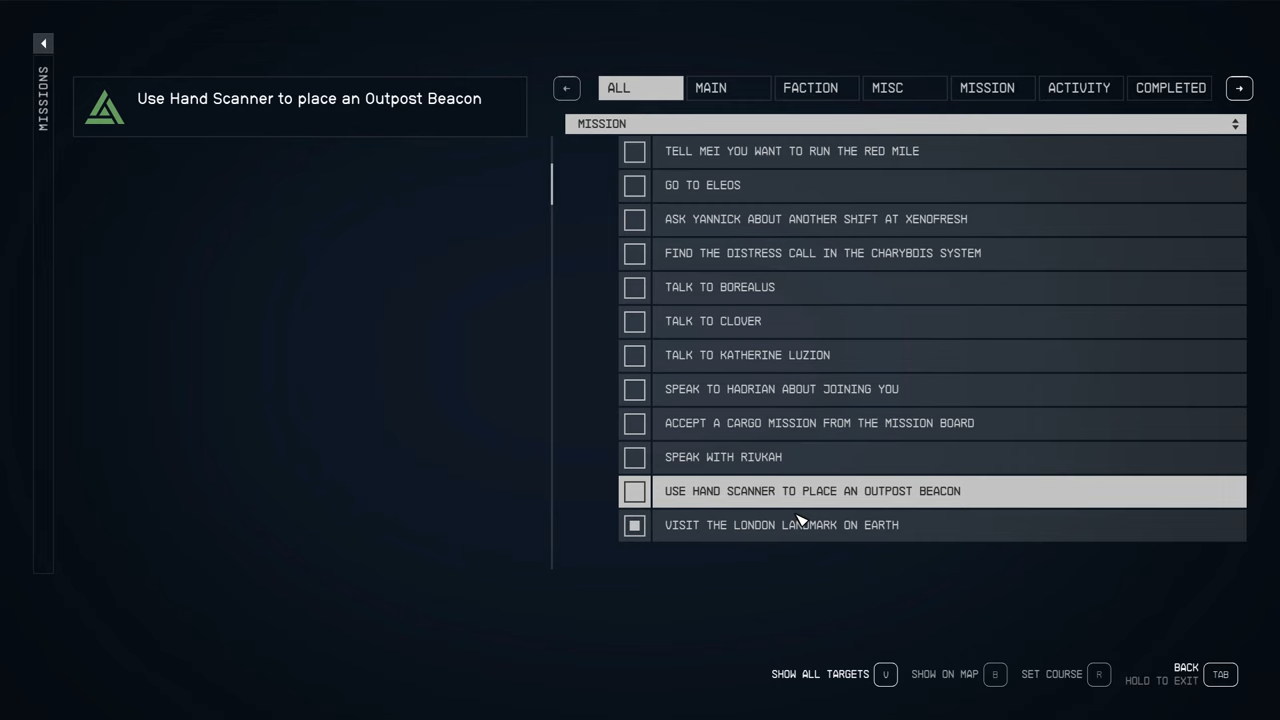 MISSIONS
Use Hand Scanner to place an Outpost Beacon
ALL MAIN FACTION MISC MISSION ACTIVITY COMPLETED
MISSION
TELL MEI YOU WANT TO RUN THE RED MILE
GO TO ELEOS
ASK YANNICK ABOUT ANOTHER SHIFT AT XENOFRESH
FIND THE DISTRESS CALL IN THE CHARYBDIS SYSTEM
TALK TO BOREALUS
TALK TO CLOVER
TALK TO KATHERINE LUZION
SPEAK TO HADRIAN ABOUT JOINING YOU
ACCEPT A CARGO MISSION FROM THE MISSION BOARD
SPEAK WITH RIVKAH
USE HAND SCANNER TO PLACE AN OUTPOST BEACON
VISIT THE LONDON LANDMARK ON EARTH
SHOW ALL TARGETS V SHOW ON MAP B SET COURSE R BACK TAB
HOLD TO EXIT